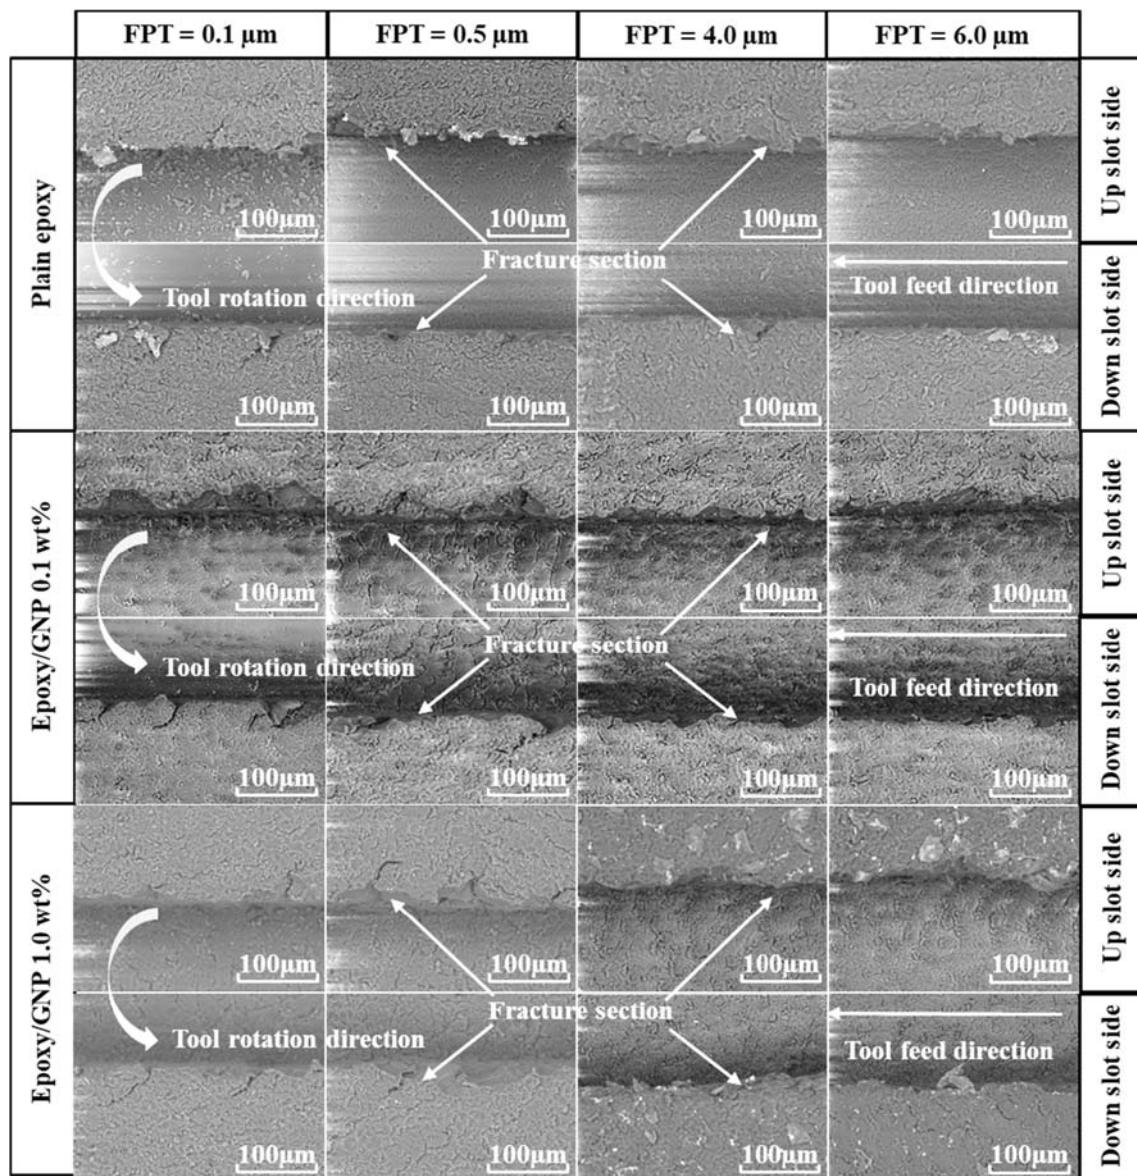 FPT = 0.1 µm
FPT = 0.5 µm
FPT = 4.0 µm
FPT = 6.0 µm
Plain epoxy
Up slot side
100µm
100µm
100µm
100µm
Fracture section
Tool rotation direction
Tool feed direction
Down slot side
100µm
100µm
100µm
100µm
Epoxy/GNP 0.1 wt%
Up slot side
100µm
100µm
100µm
100µm
Fracture section
Tool rotation direction
Tool feed direction
Down slot side
100µm
100µm
100µm
100µm
Epoxy/GNP 1.0 wt%
Up slot side
100µm
100µm
100µm
100µm
Fracture section
Tool rotation direction
Tool feed direction
Down slot side
100µm
100µm
100µm
100µm